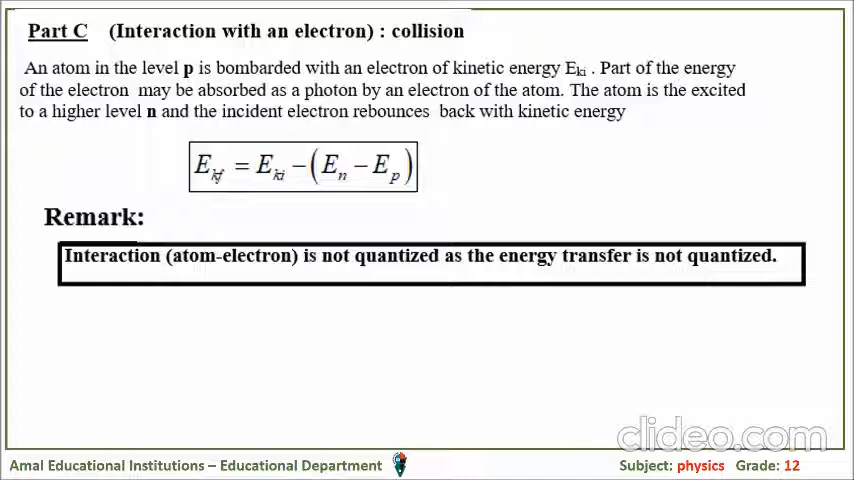 Part C (Interaction with an electron) : collision
An atom in the level p is bombarded with an electron of kinetic energy Eki . Part of the energy
of the electron may be absorbed as a photon by an electron of the atom. The atom is the excited
to a higher level n and the incident electron rebounces back with kinetic energy
Ekf = Eki − (En − Ep)
Remark:
Interaction (atom-electron) is not quantized as the energy transfer is not quantized.
clideo.com
Amal Educational Institutions – Educational Department Subject: physics Grade: 12